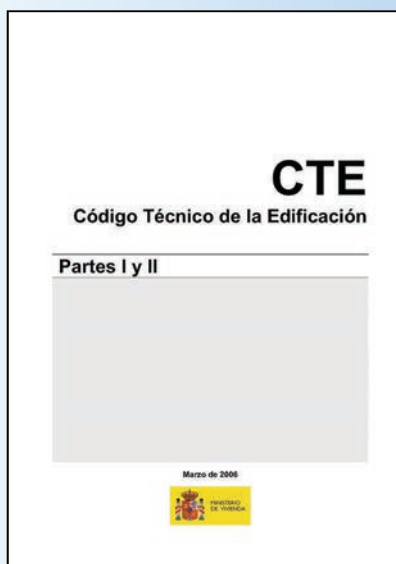 CTE
Código Técnico de la Edificación
Partes I y II
Marzo de 2006
MINISTERIO
DE VIVIENDA